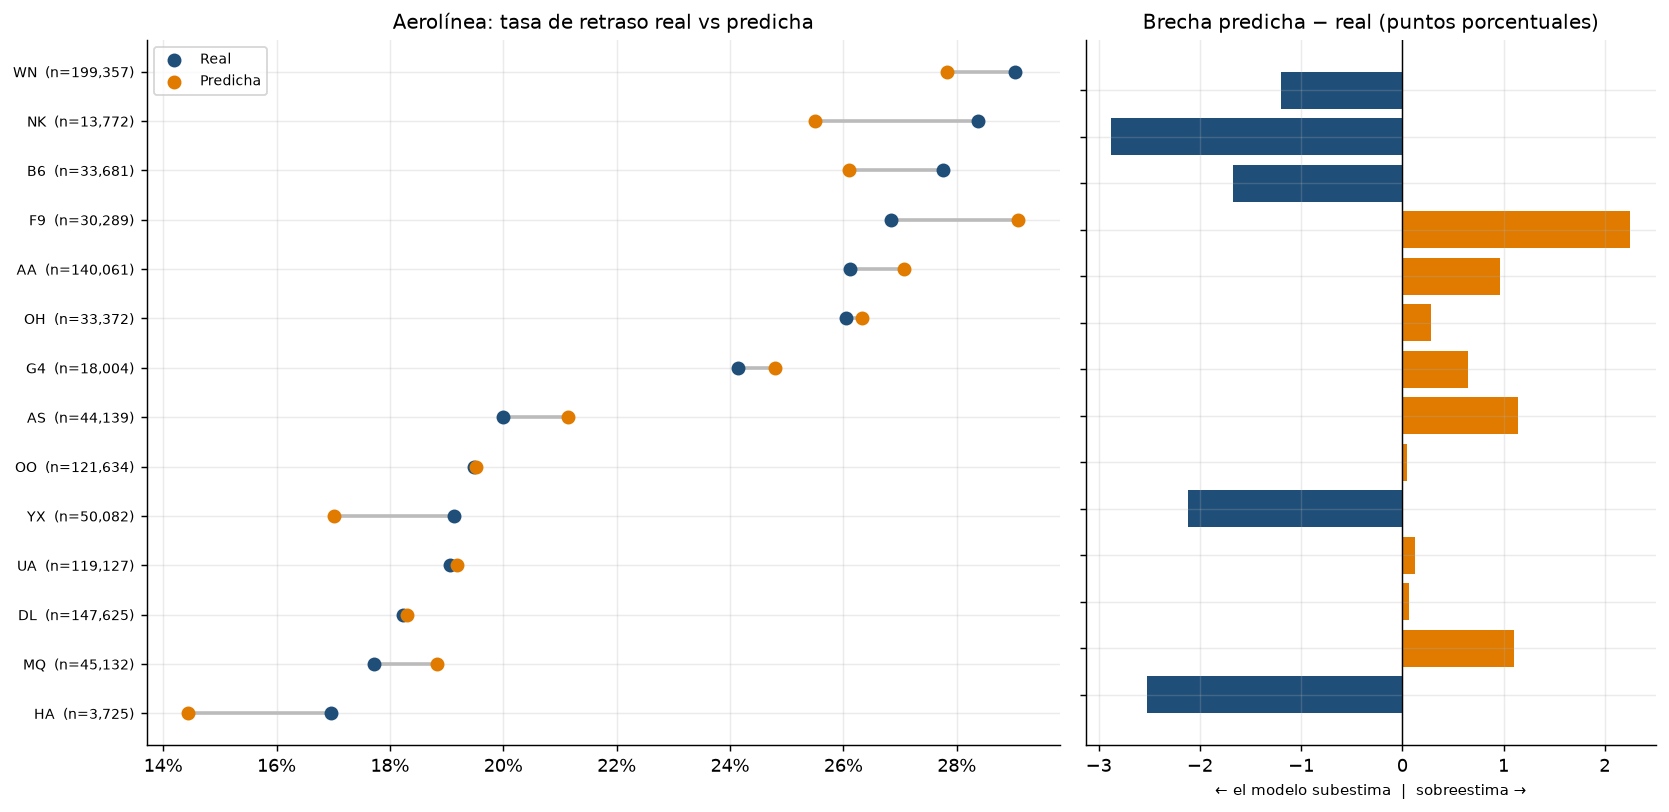 Aerolínea: tasa de retraso real vs predicha
Real
Predicha
WN (n=199,357)
NK (n=13,772)
B6 (n=33,681)
F9 (n=30,289)
AA (n=140,061)
OH (n=33,372)
G4 (n=18,004)
AS (n=44,139)
OO (n=121,634)
YX (n=50,082)
UA (n=119,127)
DL (n=147,625)
MQ (n=45,132)
HA (n=3,725)
14% 16% 18% 20% 22% 24% 26% 28%
Brecha predicha − real (puntos porcentuales)
−3 −2 −1 0 1 2
← el modelo subestima | sobreestima →